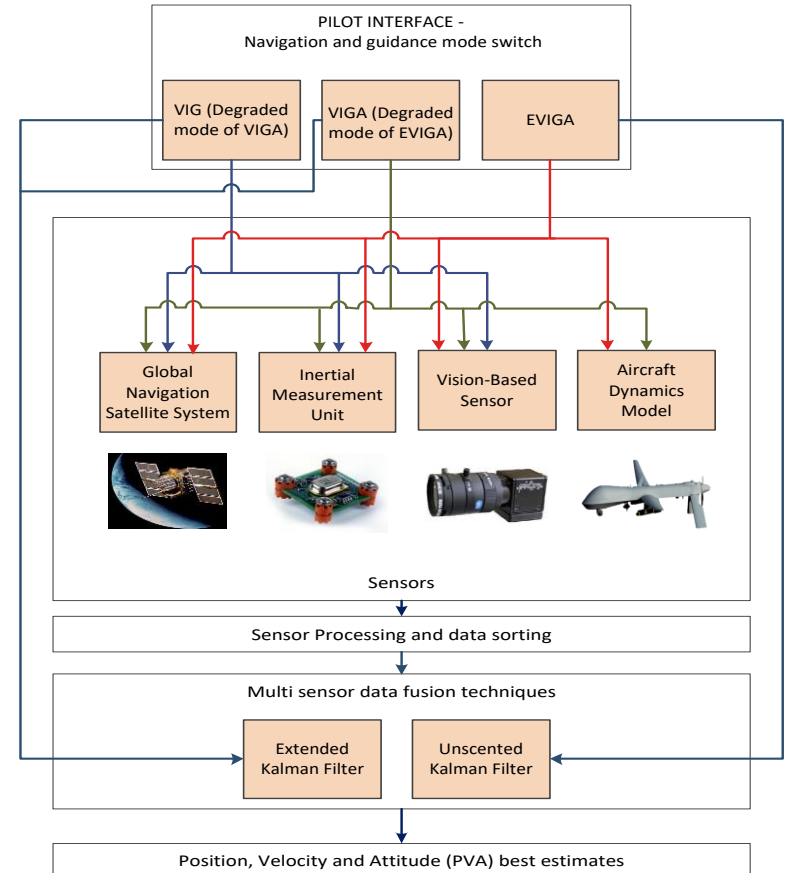 PILOT INTERFACE -
Navigation and guidance mode switch
VIG (Degraded
mode of VIGA)
VIGA (Degraded
mode of EVIGA)
EVIGA
Global
Navigation
Satellite System
Inertial
Measurement
Unit
Vision-Based
Sensor
Aircraft
Dynamics
Model
Sensors
Sensor Processing and data sorting
Multi sensor data fusion techniques
Extended
Kalman Filter
Unscented
Kalman Filter
Position, Velocity and Attitude (PVA) best estimates